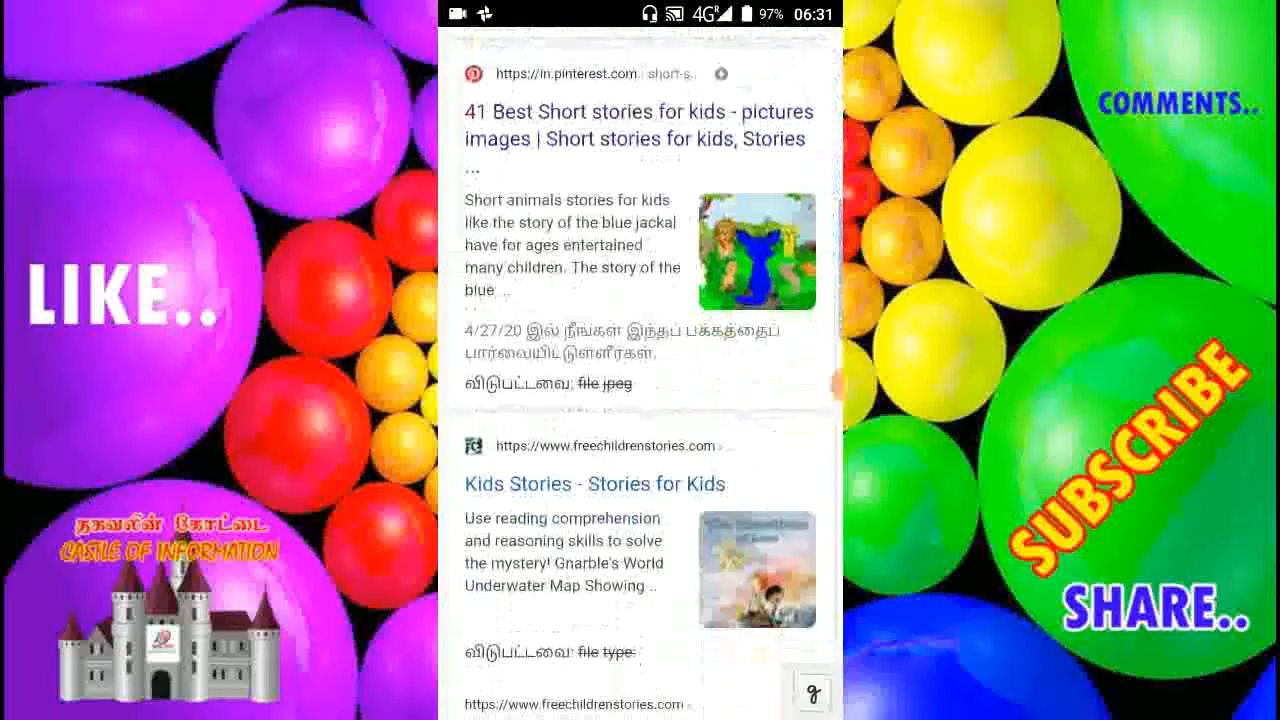 97% 06:31
4G R
https://in.pinterest.com › short-s...
41 Best Short stories for kids - pictures
images | Short stories for kids, Stories
...
Short animals stories for kids
like the story of the blue jackal
have for ages entertained
many children. The story of the
blue ...
4/27/20 இல் நீங்கள் இந்தப் பக்கத்தைப்
பார்வையிட்டுள்ளீர்கள்.
விடுபட்டவை: file jpeg
https://www.freechildrenstories.com › ...
Kids Stories - Stories for Kids
Use reading comprehension
and reasoning skills to solve
the mystery! Gnarble's World
Underwater Map Showing ..
விடுபட்டவை: file type:
https://www.freechildrenstories.com ›
LIKE..
தகவலின் கோட்டை
CASTLE OF INFORMATION
COMMENTS..
SUBSCRIBE
SHARE..